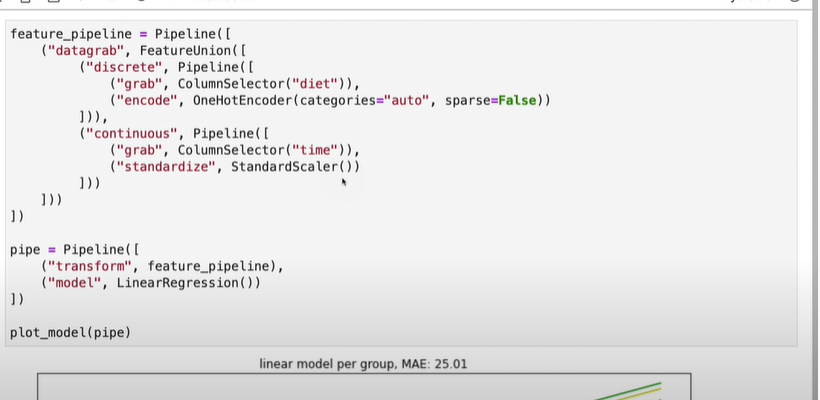 feature_pipeline = Pipeline([
    ("datagrab", FeatureUnion([
        ("discrete", Pipeline([
            ("grab", ColumnSelector("diet")),
            ("encode", OneHotEncoder(categories="auto", sparse=False))
        ])),
        ("continuous", Pipeline([
            ("grab", ColumnSelector("time")),
            ("standardize", StandardScaler())
        ]))
    ]))
])
pipe = Pipeline([
    ("transform", feature_pipeline),
    ("model", LinearRegression())
])
plot_model(pipe)
linear model per group, MAE: 25.01